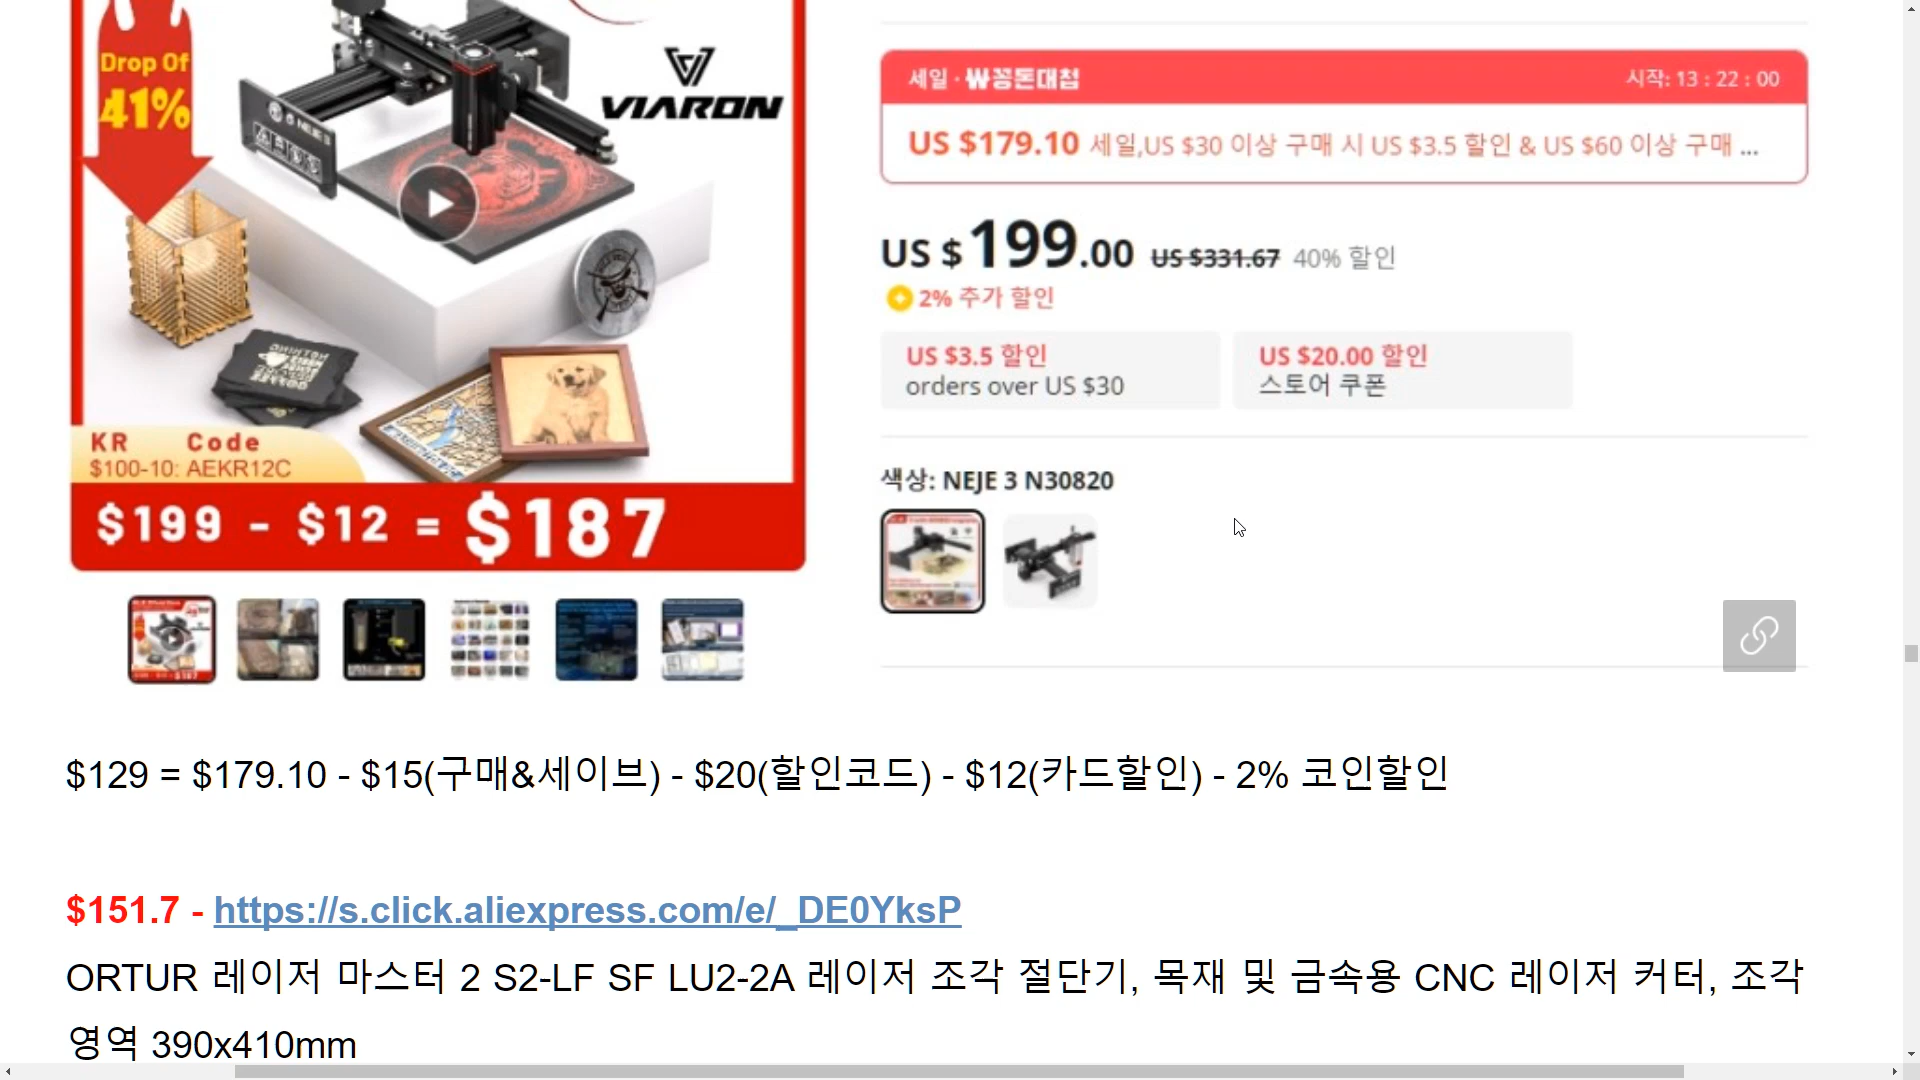 Drop Of
41%
VIARON
NEJE 3
KR Code
$100-10: AEKR12C
$199 - $12 = $187
세일 · ₩꽁돈대첩
시작: 13 : 22 : 00
US $179.10 세일,US $30 이상 구매 시 US $3.5 할인 & US $60 이상 구매 ...
US $199.00 US $331.67 40% 할인
2% 추가 할인
US $3.5 할인
orders over US $30
US $20.00 할인
스토어 쿠폰
색상: NEJE 3 N30820
$129 = $179.10 - $15(구매&세이브) - $20(할인코드) - $12(카드할인) - 2% 코인할인
$151.7 - https://s.click.aliexpress.com/e/_DE0YksP
ORTUR 레이저 마스터 2 S2-LF SF LU2-2A 레이저 조각 절단기, 목재 및 금속용 CNC 레이저 커터, 조각
영역 390x410mm